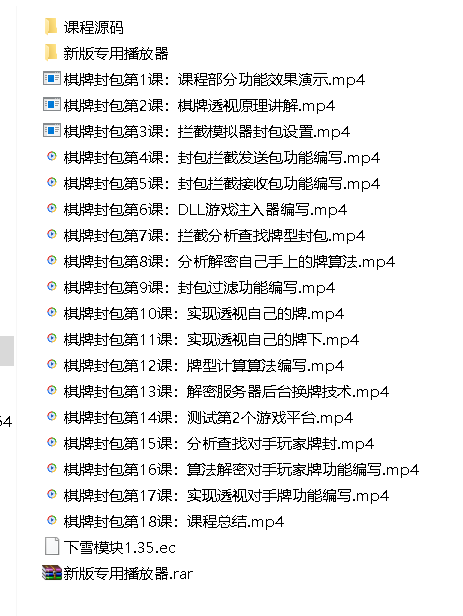 课程源码
新版专用播放器
棋牌封包第1课：课程部分功能效果演示.mp4
棋牌封包第2课：棋牌透视原理讲解.mp4
棋牌封包第3课：拦截模拟器封包设置.mp4
棋牌封包第4课：封包拦截发送包功能编写.mp4
棋牌封包第5课：封包拦截接收包功能编写.mp4
棋牌封包第6课：DLL游戏注入器编写.mp4
棋牌封包第7课：拦截分析查找牌型封包.mp4
棋牌封包第8课：分析解密自己手上的牌算法.mp4
棋牌封包第9课：封包过滤功能编写.mp4
棋牌封包第10课：实现透视自己的牌.mp4
棋牌封包第11课：实现透视自己的牌下.mp4
棋牌封包第12课：牌型计算算法编写.mp4
棋牌封包第13课：解密服务器后台换牌技术.mp4
棋牌封包第14课：测试第2个游戏平台.mp4
棋牌封包第15课：分析查找对手玩家牌封.mp4
棋牌封包第16课：算法解密对手玩家牌功能编写.mp4
棋牌封包第17课：实现透视对手牌功能编写.mp4
棋牌封包第18课：课程总结.mp4
下雪模块1.35.ec
新版专用播放器.rar